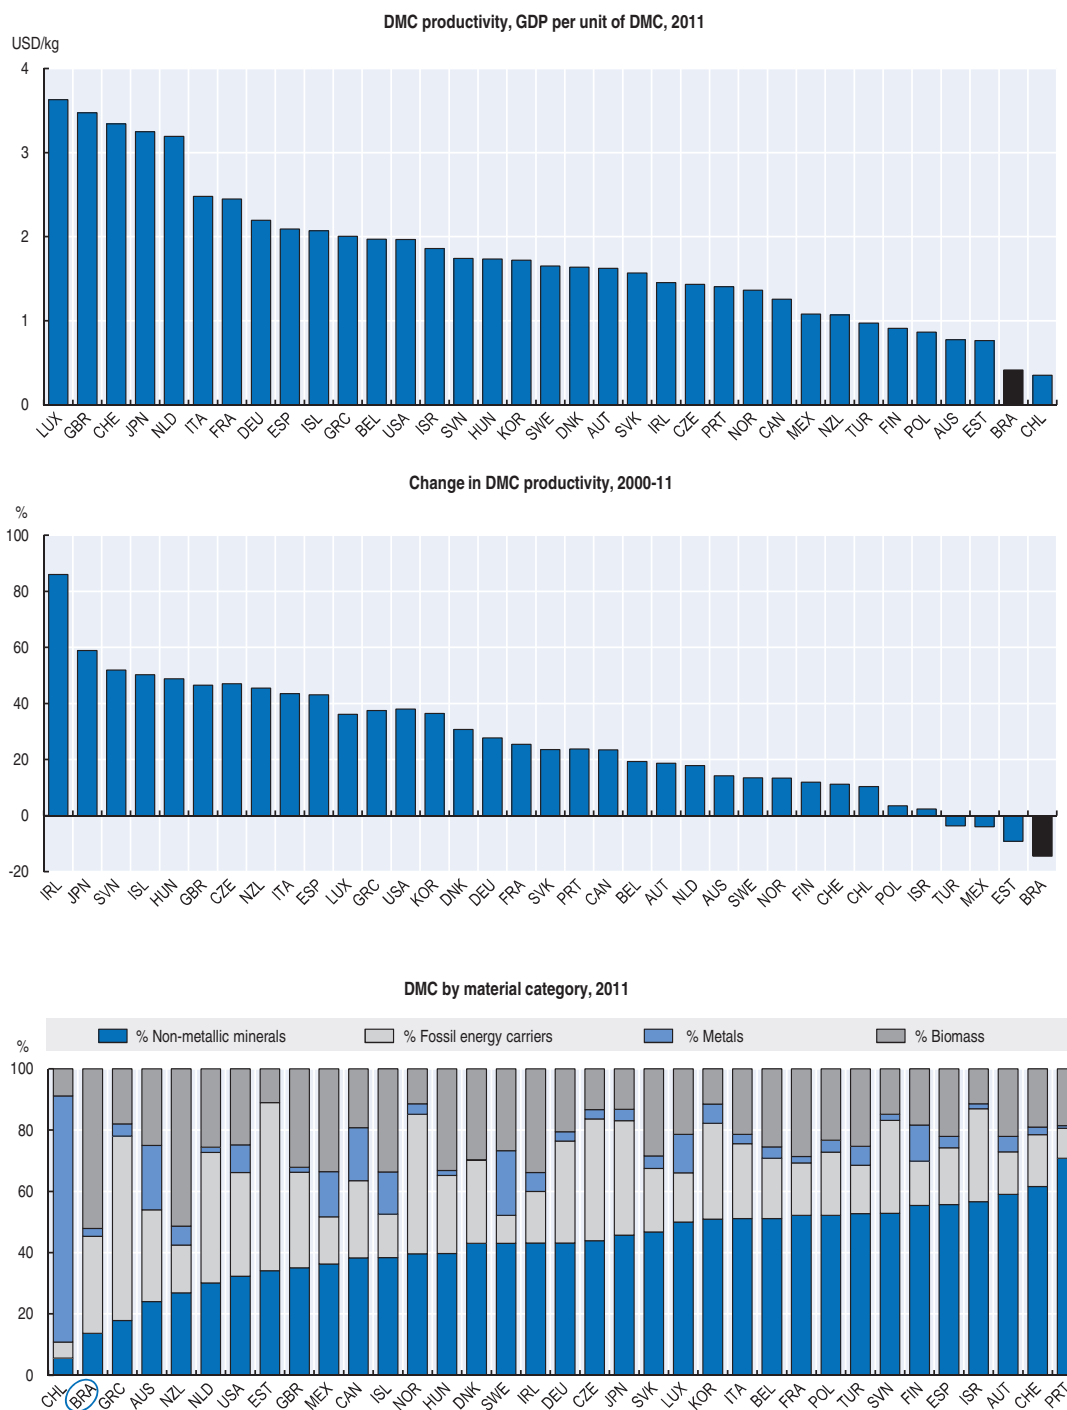 DMC productivity, GDP per unit of DMC, 2011
USD/kg
4
3
2
1
0
LUX GBR CHE JPN NLD ITA FRA DEU ESP ISL GRC BEL USA ISR SVN HUN KOR SWE DNK AUT SVK IRL CZE PRT NOR CAN MEX NZL TUR FIN POL AUS EST BRA CHL
Change in DMC productivity, 2000-11
%
100
80
60
40
20
0
-20
IRL JPN SVN ISL HUN GBR CZE NZL ITA ESP LUX GRC USA KOR DNK DEU FRA SVK PRT CAN BEL AUT NLD AUS SWE NOR FIN CHE CHL POL ISR TUR MEX EST BRA
DMC by material category, 2011
% Non-metallic minerals % Fossil energy carriers % Metals % Biomass
%
100
80
60
40
20
0
CHL BRA GRC AUS NZL NLD USA EST GBR MEX CAN ISL NOR HUN DNK SWE IRL DEU CZE JPN SVK LUX KOR ITA BEL FRA POL TUR SVN FIN ESP ISR AUT CHE PRT